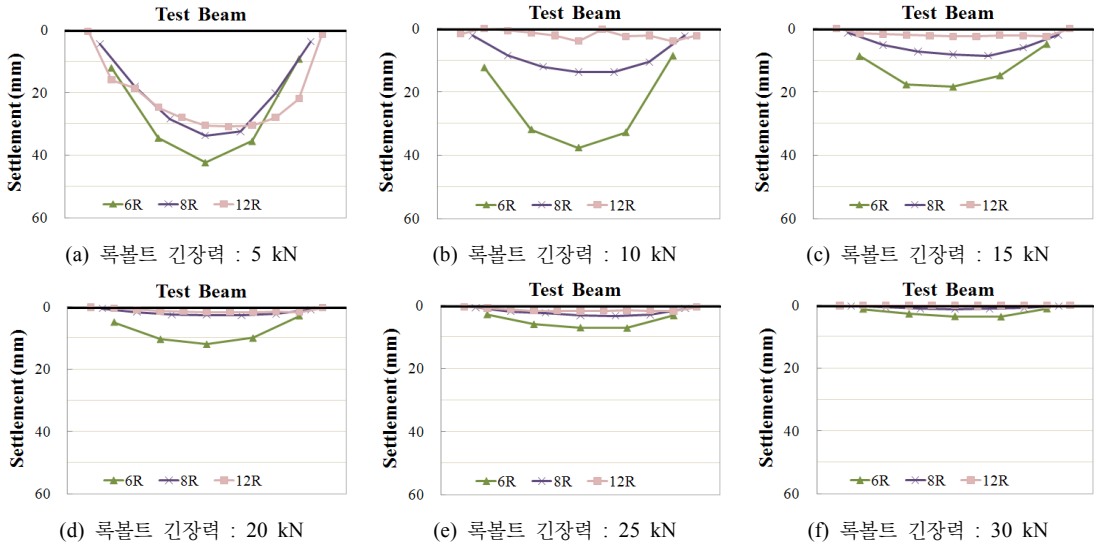 Test Beam
Settlement (mm)
0
20
40
60
6R 8R 12R
(a) 록볼트 긴장력 : 5 kN
Test Beam
Settlement (mm)
0
20
40
60
6R 8R 12R
(b) 록볼트 긴장력 : 10 kN
Test Beam
Settlement (mm)
0
20
40
60
6R 8R 12R
(c) 록볼트 긴장력 : 15 kN
Test Beam
Settlement (mm)
0
20
40
60
6R 8R 12R
(d) 록볼트 긴장력 : 20 kN
Test Beam
Settlement (mm)
0
20
40
60
6R 8R 12R
(e) 록볼트 긴장력 : 25 kN
Test Beam
Settlement (mm)
0
20
40
60
6R 8R 12R
(f) 록볼트 긴장력 : 30 kN